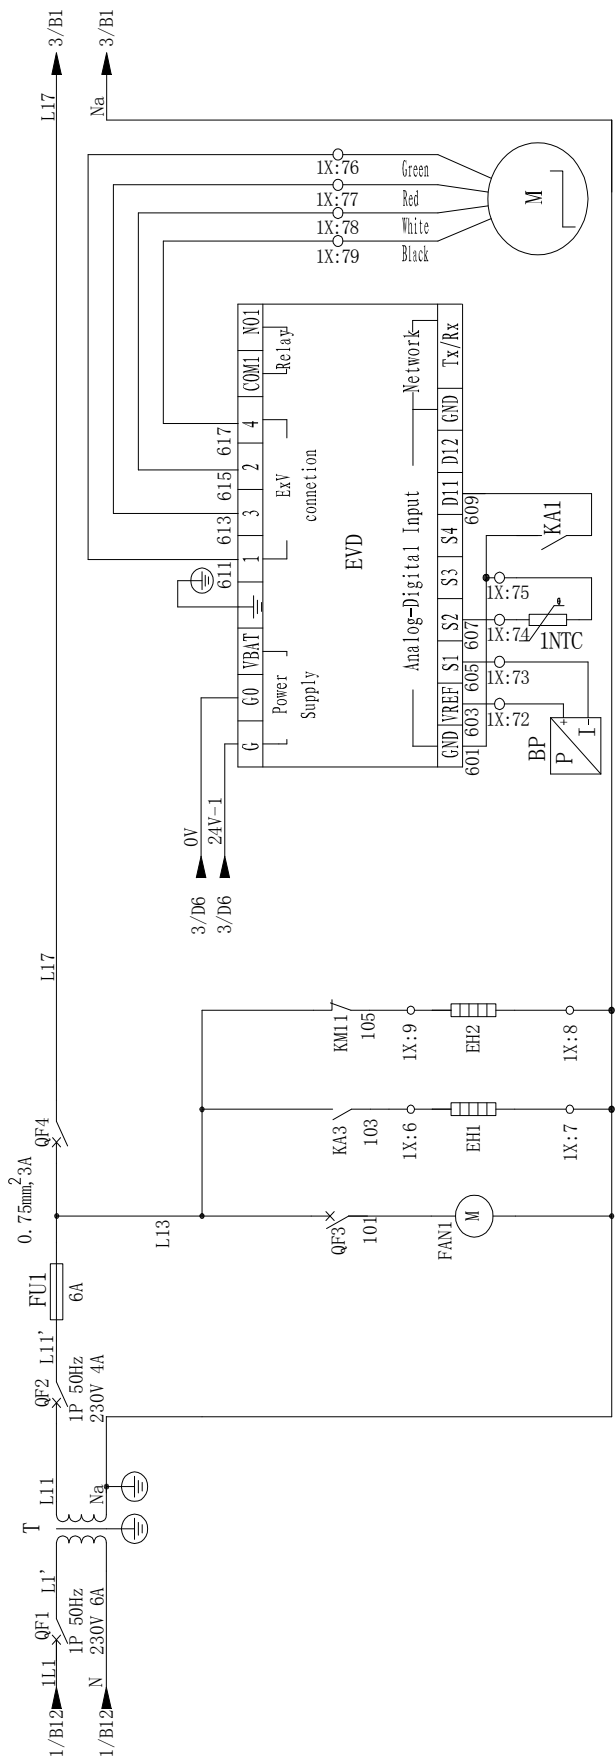 1/B12
1L1
QF1
L1'
T
L11
QF2
L11'
FU1
0.75mm²,3A
QF4
L17
L17
3/B1
1/B12
N
1P 50Hz
230V 6A
Na
1P 50Hz
230V 4A
6A
Na
3/B1
L13
QF3
101
FAN1
M
KA3
103
1X:6
EH1
1X:7
KM11
105
1X:9
EH2
1X:8
3/D6
0V
3/D6
24V-1
G
G0
VBAT
1
3
2
4
COM1
NO1
611
613
615
617
Power
Supply
ExV
connetion
Relay
EVD
Analog-Digital Input
Network
GND
VREF
S1
S2
S3
S4
D11
D12
GND
Tx/Rx
601
603
605
607
609
1X:72
1X:73
1X:74
1X:75
BP
P
I
+
-
1NTC
θ
KA1
1X:76
1X:77
1X:78
1X:79
Green
Red
White
Black
M